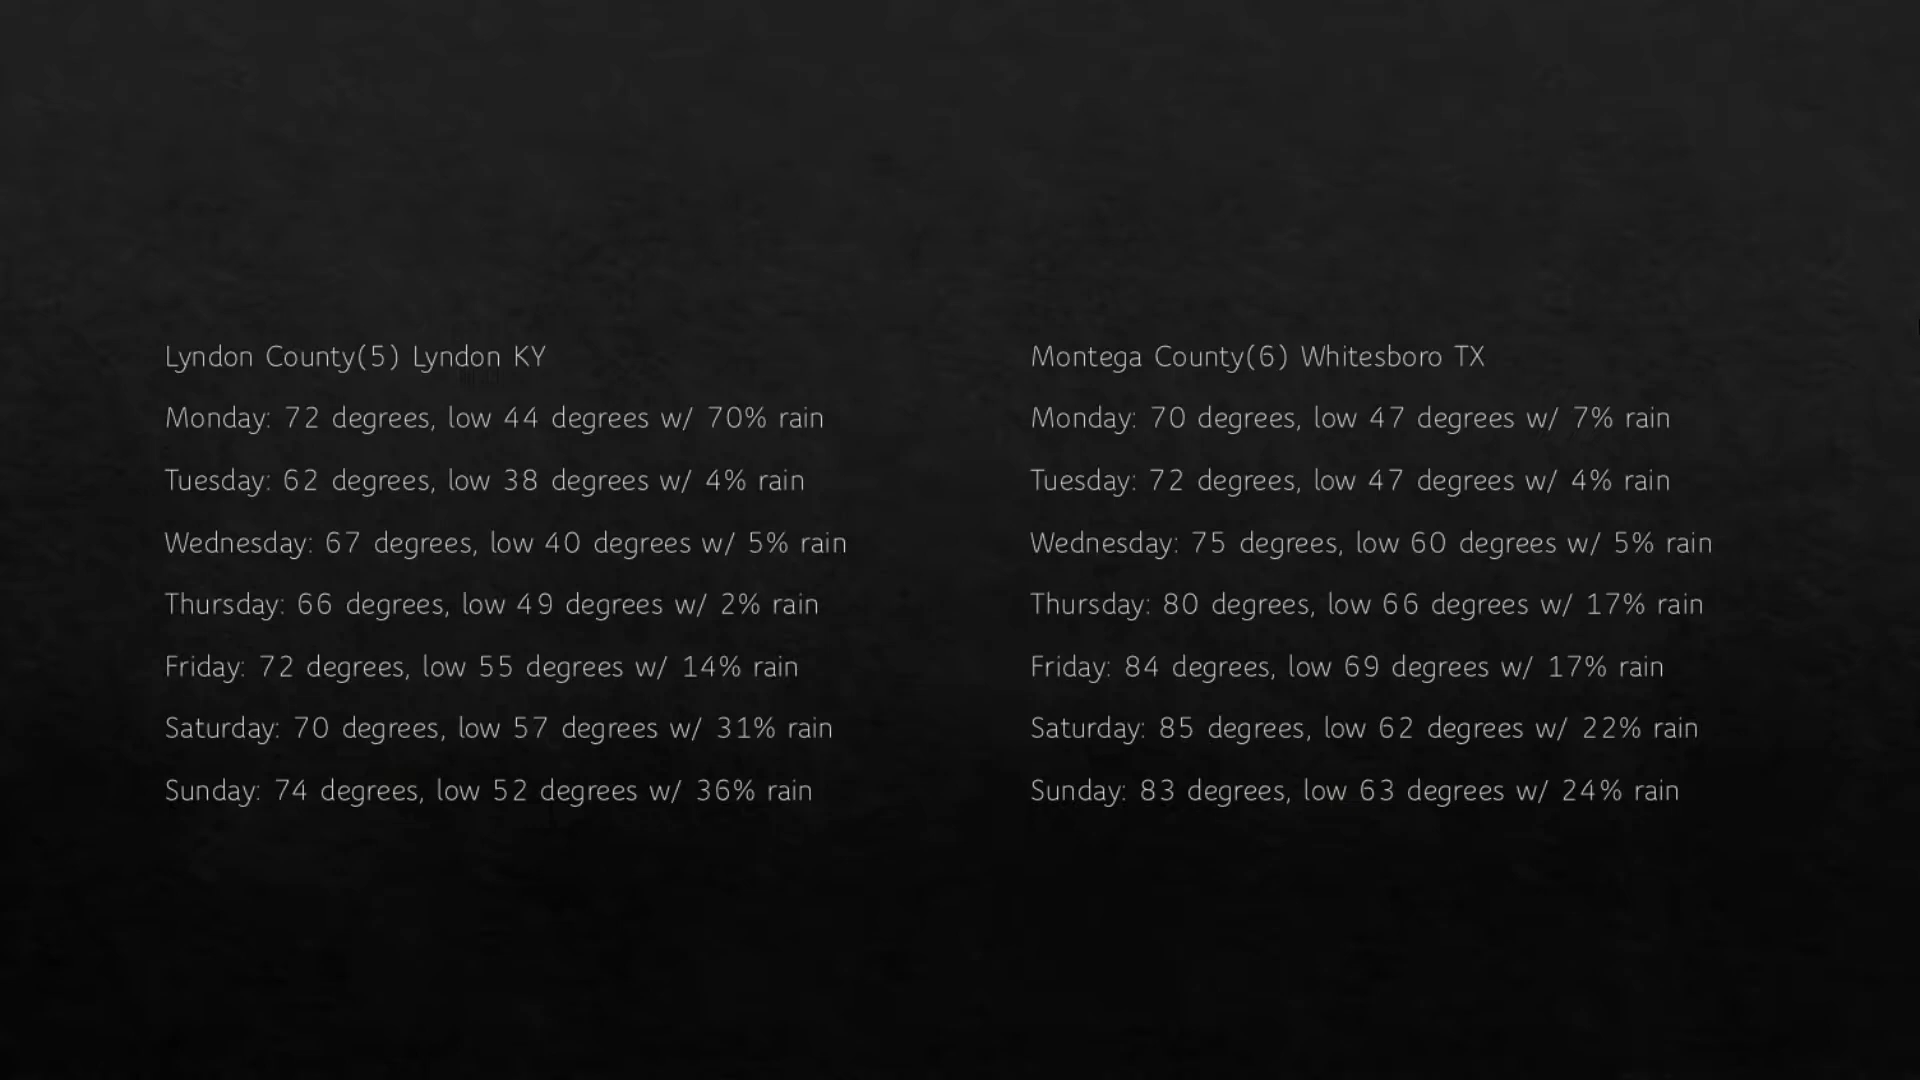 Lyndon County(5) Lyndon KY
Monday: 72 degrees, low 44 degrees w/ 70% rain
Tuesday: 62 degrees, low 38 degrees w/ 4% rain
Wednesday: 67 degrees, low 40 degrees w/ 5% rain
Thursday: 66 degrees, low 49 degrees w/ 2% rain
Friday: 72 degrees, low 55 degrees w/ 14% rain
Saturday: 70 degrees, low 57 degrees w/ 31% rain
Sunday: 74 degrees, low 52 degrees w/ 36% rain
Montega County(6) Whitesboro TX
Monday: 70 degrees, low 47 degrees w/ 7% rain
Tuesday: 72 degrees, low 47 degrees w/ 4% rain
Wednesday: 75 degrees, low 60 degrees w/ 5% rain
Thursday: 80 degrees, low 66 degrees w/ 17% rain
Friday: 84 degrees, low 69 degrees w/ 17% rain
Saturday: 85 degrees, low 62 degrees w/ 22% rain
Sunday: 83 degrees, low 63 degrees w/ 24% rain